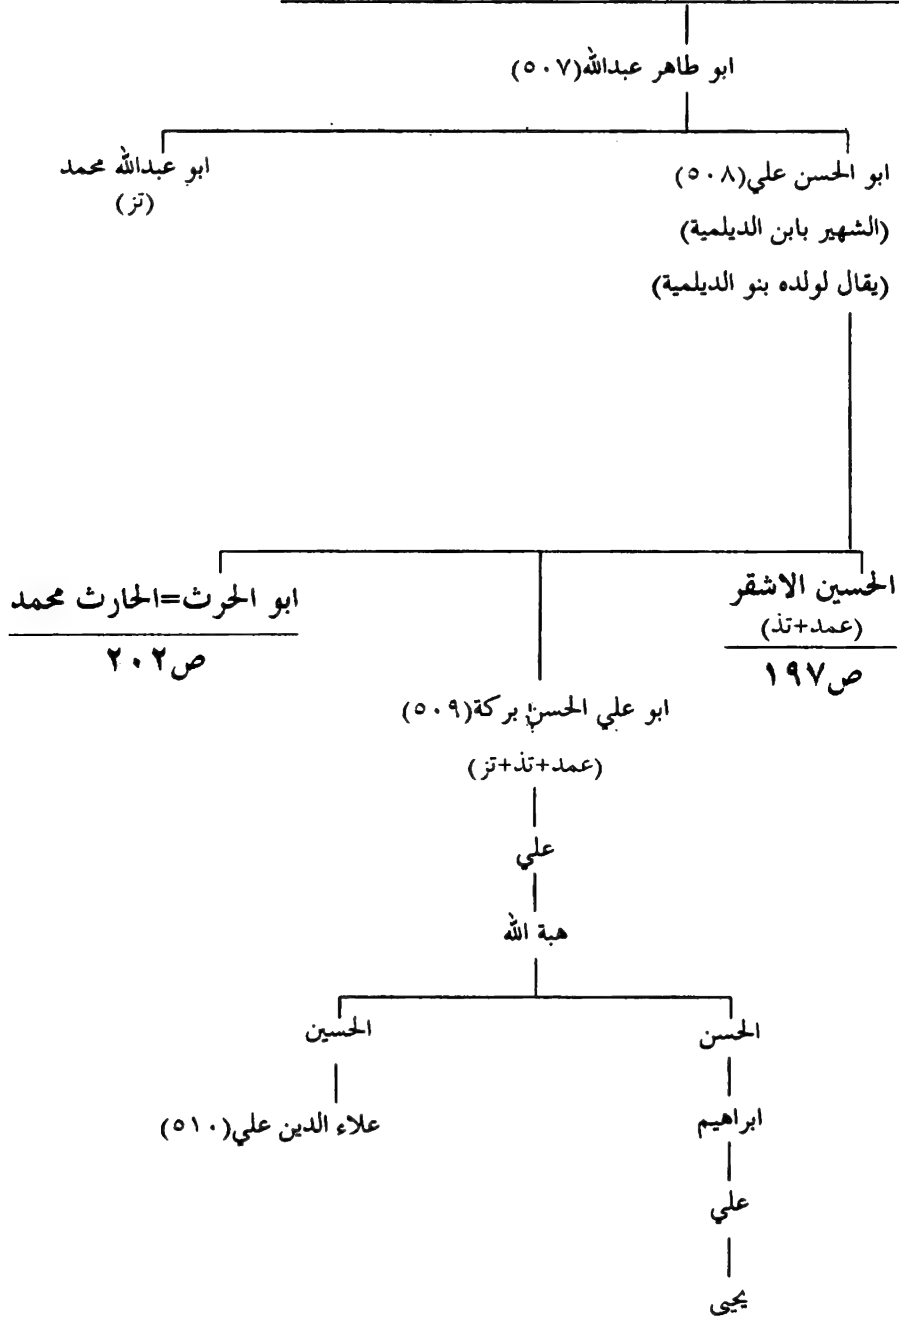 ابو طاهر عبدالله(٥٠٧)
ابو الحسن علي(٥٠٨)
(الشهير بابن الديلمية)
(يقال لولده بنو الديلمية)
ابو عبدالله محمد
(تز)
الحسين الاشقر
(عمد+تذ)
ص١٩٧
ابو الحرث=الحارث محمد
ص٢٠٢
ابو علي الحسن بركة(٥٠٩)
(عمد+تذ+تز)
علي
هبة الله
الحسن
الحسين
ابراهيم
علاء الدين علي(٥١٠)
علي
يحيى